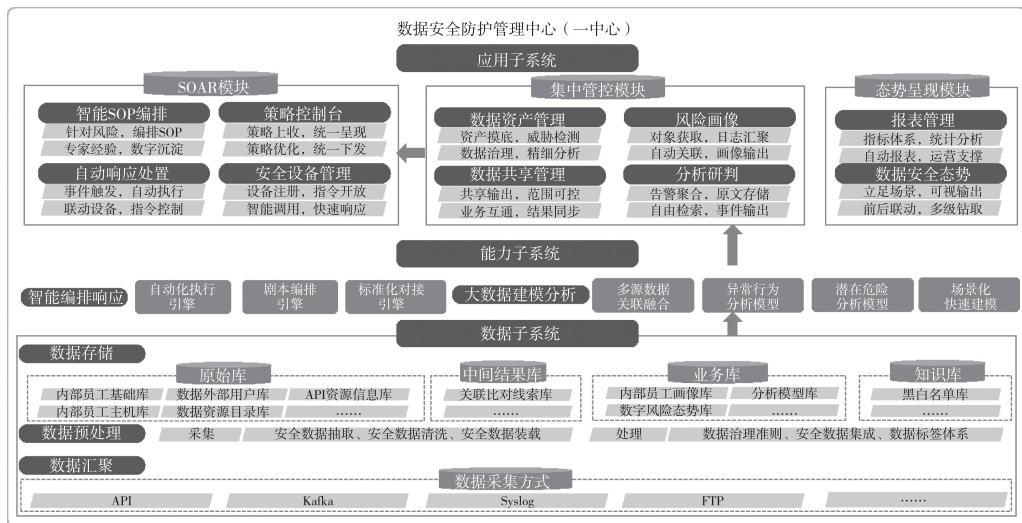 数据安全防护管理中心（一中心）
应用子系统
SOAR模块
智能SOP编排
针对风险，编排SOP
专家经验，数字沉淀
策略控制台
策略上收，统一呈现
策略优化，统一下发
自动响应处置
事件触发，自动执行
联动设备，指令控制
安全设备管理
设备注册，指令开放
智能调用，快速响应
集中管控模块
数据资产管理
资产摸底，威胁检测
数据治理，精细分析
风险画像
对象获取，日志汇聚
自动关联，画像输出
数据共享管理
共享输出，范围可控
业务互通，结果同步
分析研判
告警聚合，原文存储
自由检索，事件输出
态势呈现模块
报表管理
指标体系，统计分析
自动报表，运营支撑
数据安全态势
立足场景，可视输出
前后联动，多级钻取
能力子系统
智能编排响应
自动化执行
引擎
剧本编排
引擎
标准化对接
引擎
大数据建模分析
多源数据
关联融合
异常行为
分析模型
潜在危险
分析模型
场景化
快速建模
数据子系统
数据存储
原始库
内部员工基础库
数据外部用户库
API资源信息库
内部员工主机库
数据资源目录库
……
中间结果库
关联比对线索库
……
业务库
内部员工画像库
分析模型库
数字风险态势库
……
知识库
黑白名单库
……
数据预处理
采集
安全数据抽取、安全数据清洗、安全数据装载
处理
数据治理准则、安全数据集成、数据标签体系
数据汇聚
数据采集方式
API
Kafka
Syslog
FTP
……